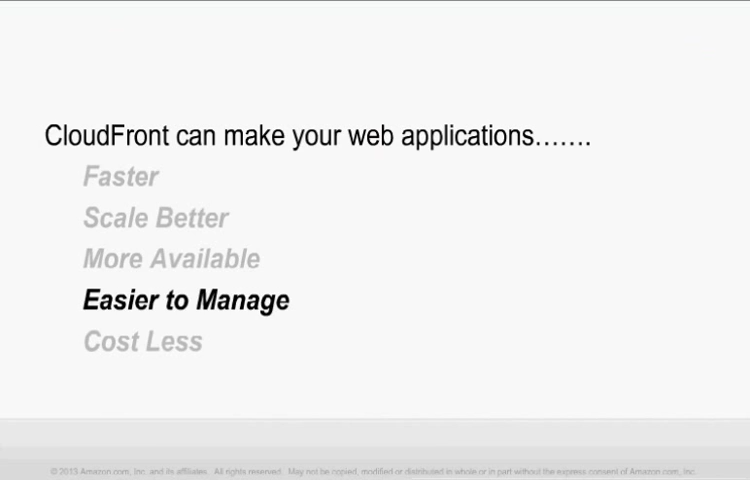 CloudFront can make your web applications.......
Faster
Scale Better
More Available
Easier to Manage
Cost Less
© 2013 Amazon.com, Inc. and its affiliates. All rights reserved. May not be copied, modified or distributed in whole or in part without the express consent of Amazon.com, Inc.